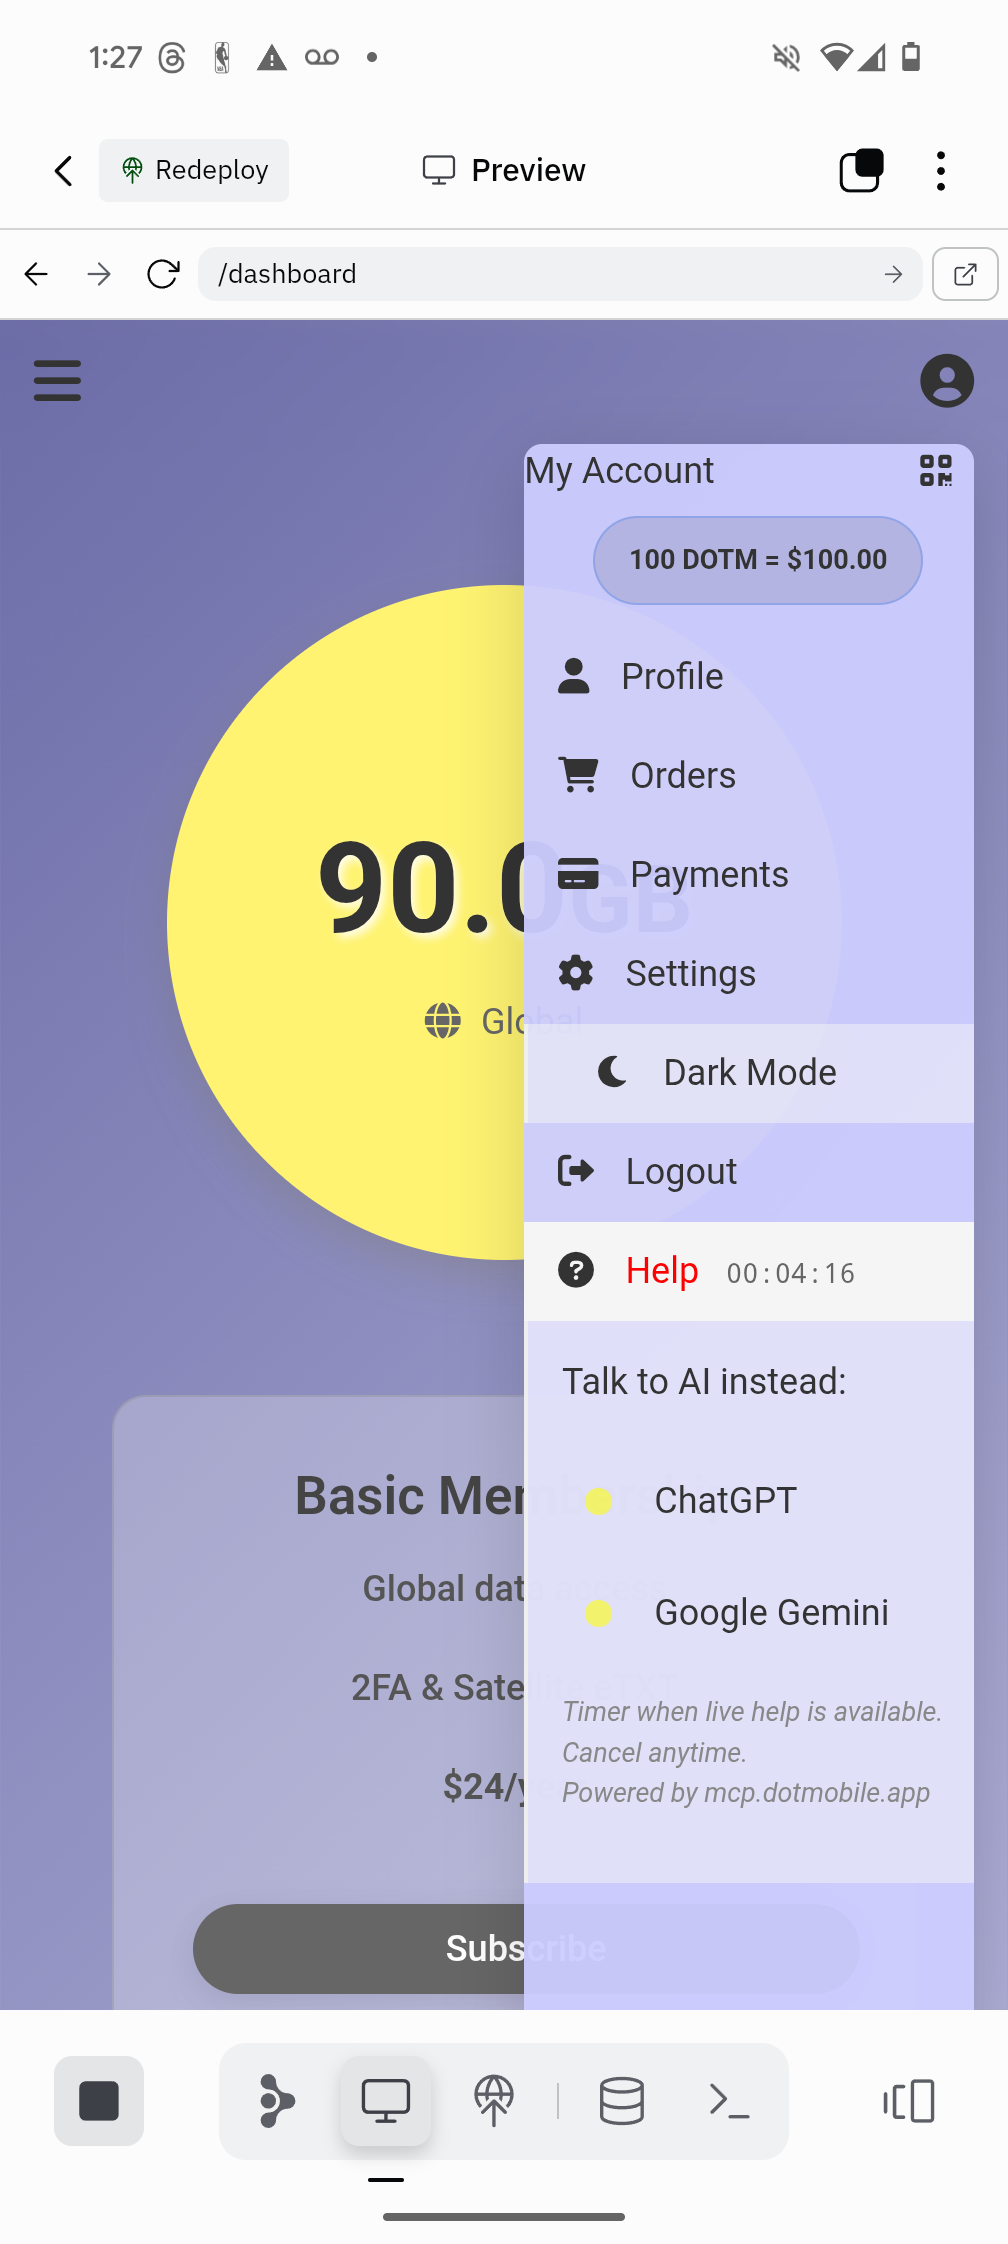 1:27
Redeploy
Preview
/dashboard
My Account
100 DOTM = $100.00
Profile
Orders
90.0GB
Payments
Settings
Global
Dark Mode
Logout
Help 00:04:16
Talk to AI instead:
Basic Membership
ChatGPT
Global data access
Google Gemini
2FA & Satellite eTXT
Timer when live help is available.
Cancel anytime.
$24/year
Powered by mcp.dotmobile.app
Subscribe